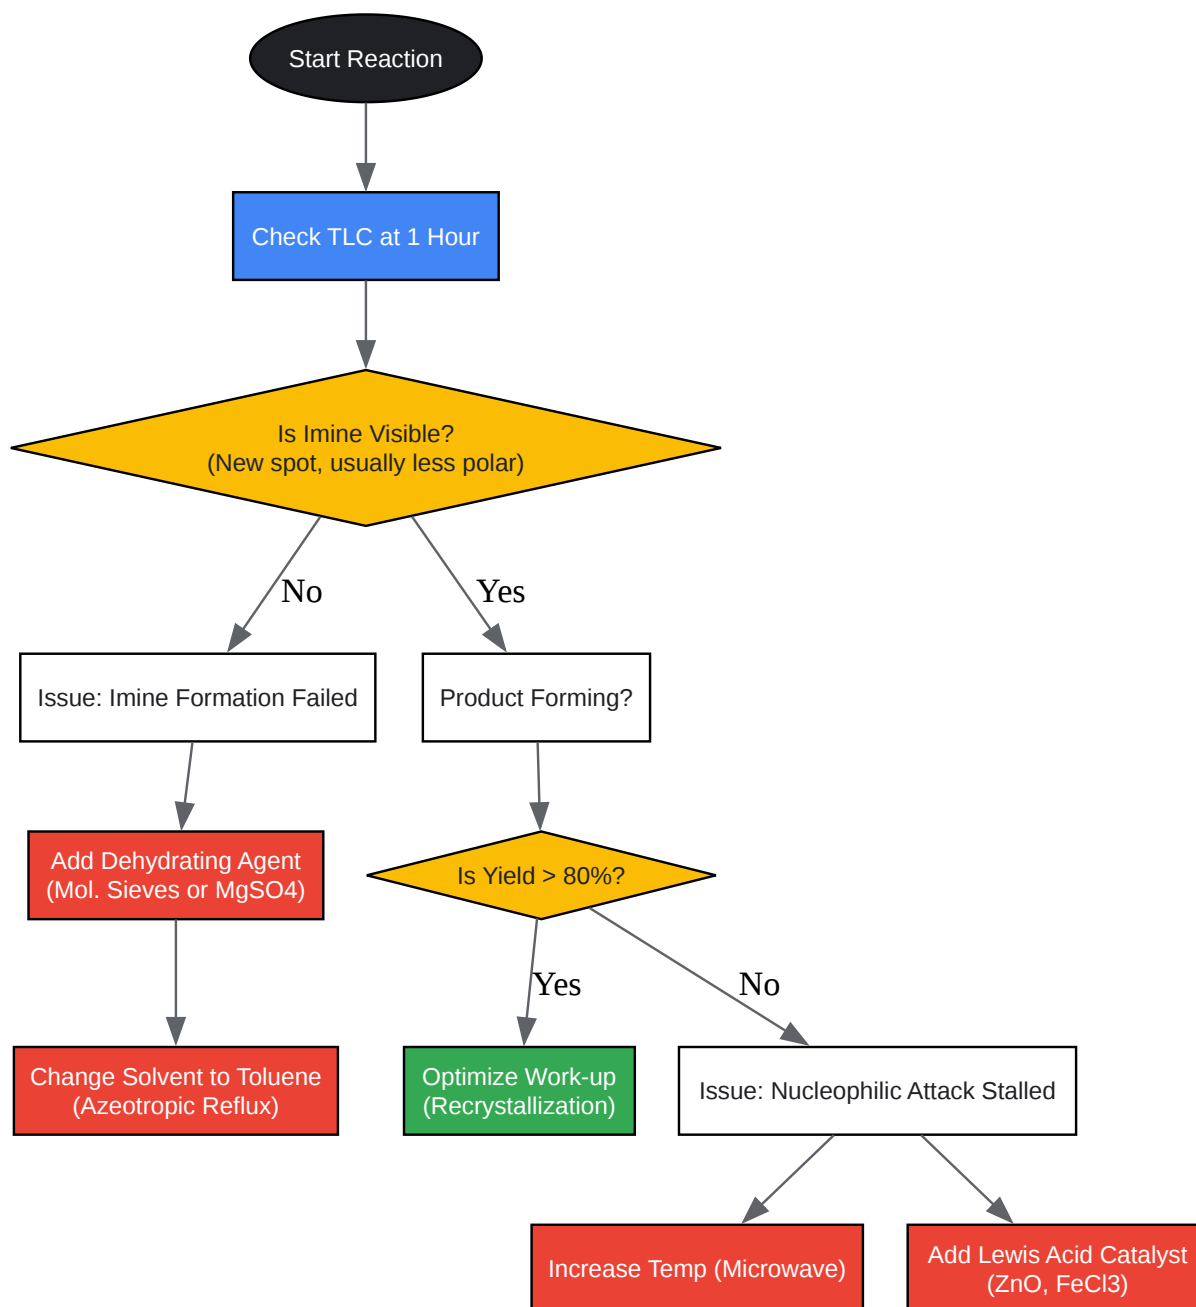 Start Reaction
Check TLC at 1 Hour
Is Imine Visible?
(New spot, usually less polar)
No
Yes
Issue: Imine Formation Failed
Product Forming?
Add Dehydrating Agent
(Mol. Sieves or MgSO4)
Is Yield > 80%?
Yes
No
Change Solvent to Toluene
(Azeotropic Reflux)
Optimize Work-up
(Recrystallization)
Issue: Nucleophilic Attack Stalled
Increase Temp (Microwave)
Add Lewis Acid Catalyst
(ZnO, FeCl3)